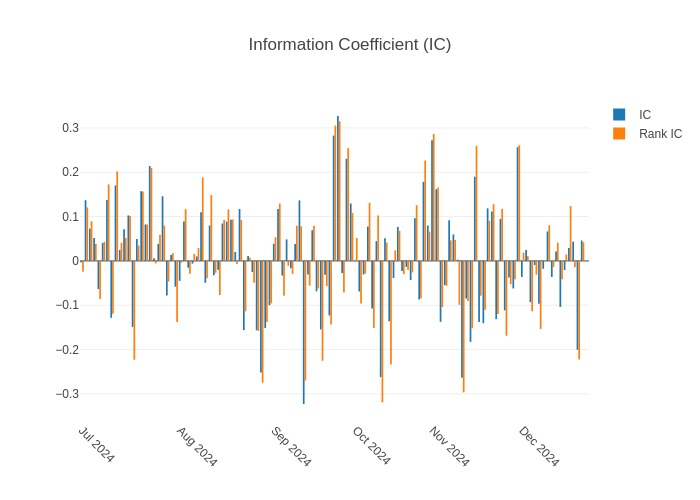 Information Coefficient (IC)
IC
Rank IC
0.3
0.2
0.1
0
−0.1
−0.2
−0.3
Jul 2024
Aug 2024
Sep 2024
Oct 2024
Nov 2024
Dec 2024